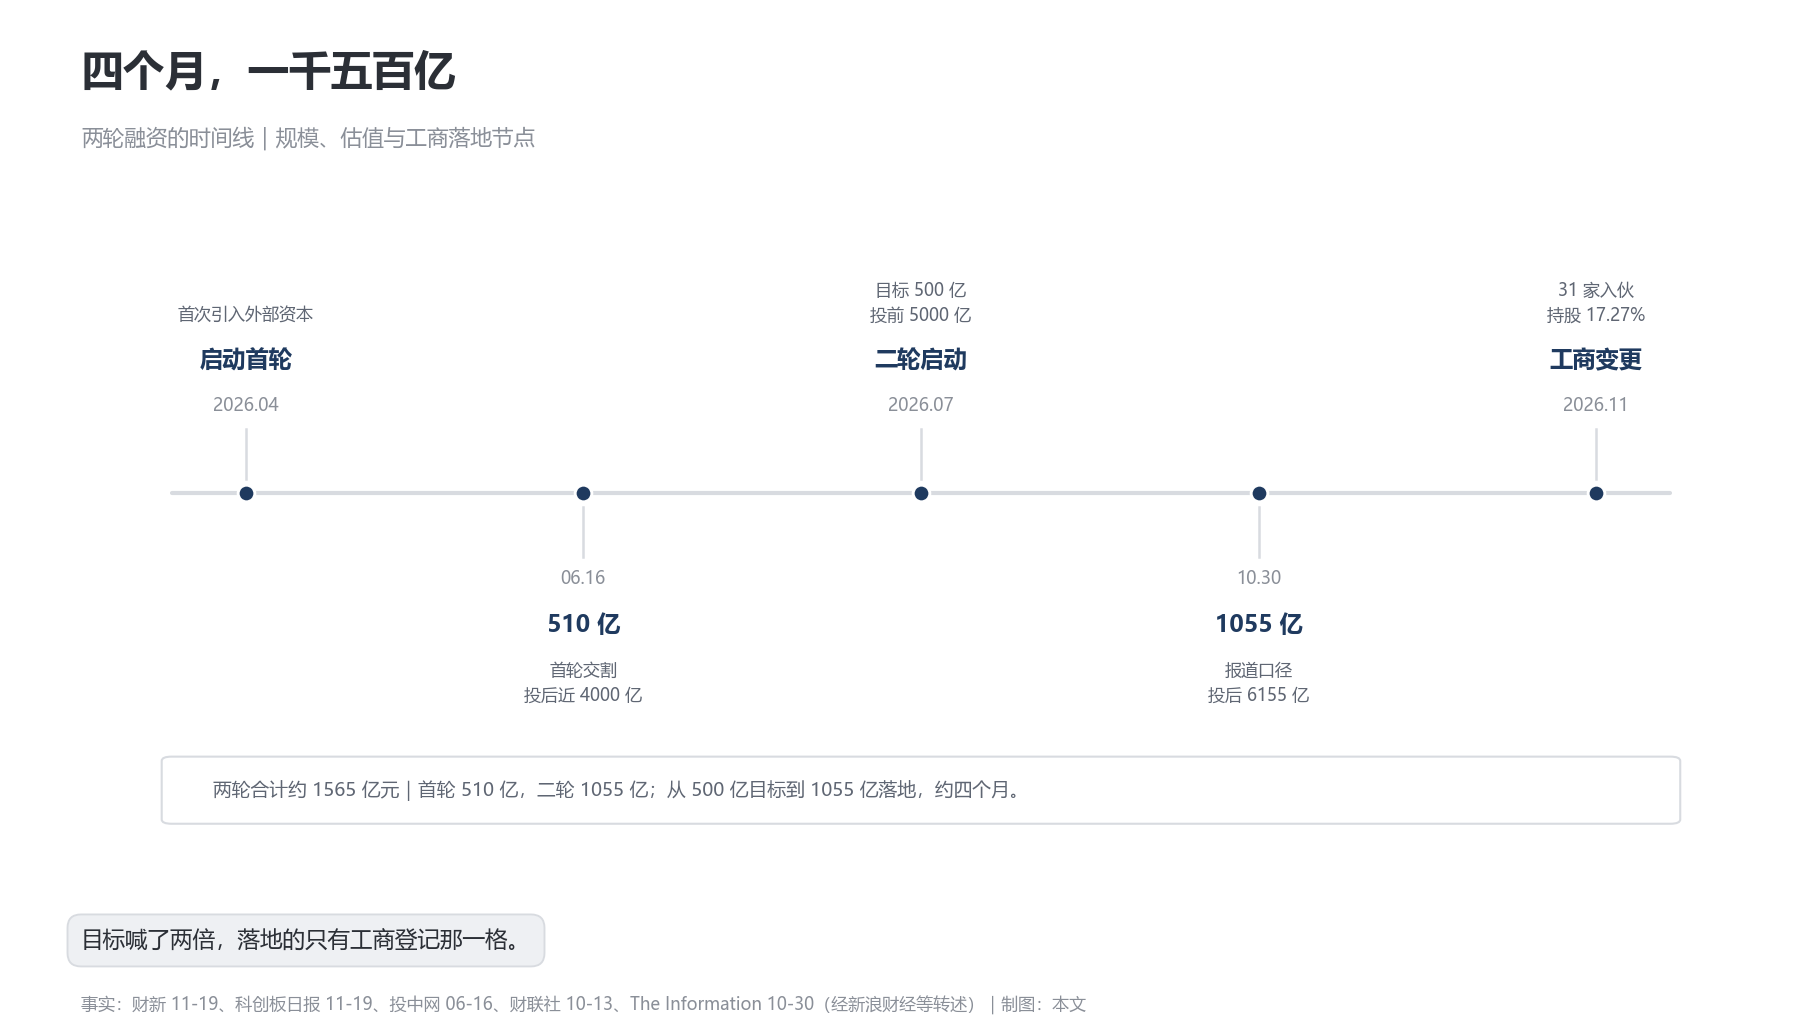 四个月，一千五百亿
两轮融资的时间线 | 规模、估值与工商落地节点
首次引入外部资本
启动首轮
2026.04
目标 500 亿
投前 5000 亿
二轮启动
2026.07
31 家入伙
持股 17.27%
工商变更
2026.11
06.16
510 亿
首轮交割
投后近 4000 亿
10.30
1055 亿
报道口径
投后 6155 亿
两轮合计约 1565 亿元 | 首轮 510 亿，二轮 1055 亿；从 500 亿目标到 1055 亿落地，约四个月。
目标喊了两倍，落地的只有工商登记那一格。
事实：财新 11-19、科创板日报 11-19、投中网 06-16、财联社 10-13、The Information 10-30（经新浪财经等转述） | 制图：本文